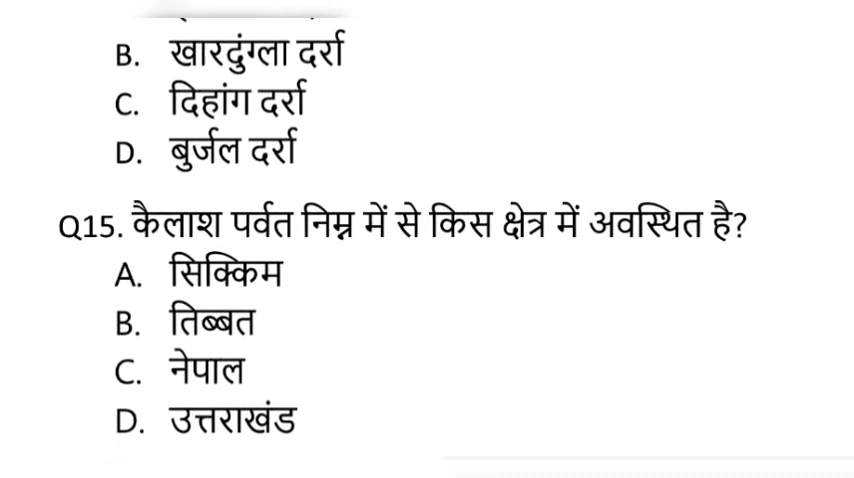 B. खारदुंग्ला दर्रा
C. दिहांग दर्रा
D. बुर्जल दर्रा
Q15. कैलाश पर्वत निम्न में से किस क्षेत्र में अवस्थित है?
A. सिक्किम
B. तिब्बत
C. नेपाल
D. उत्तराखंड